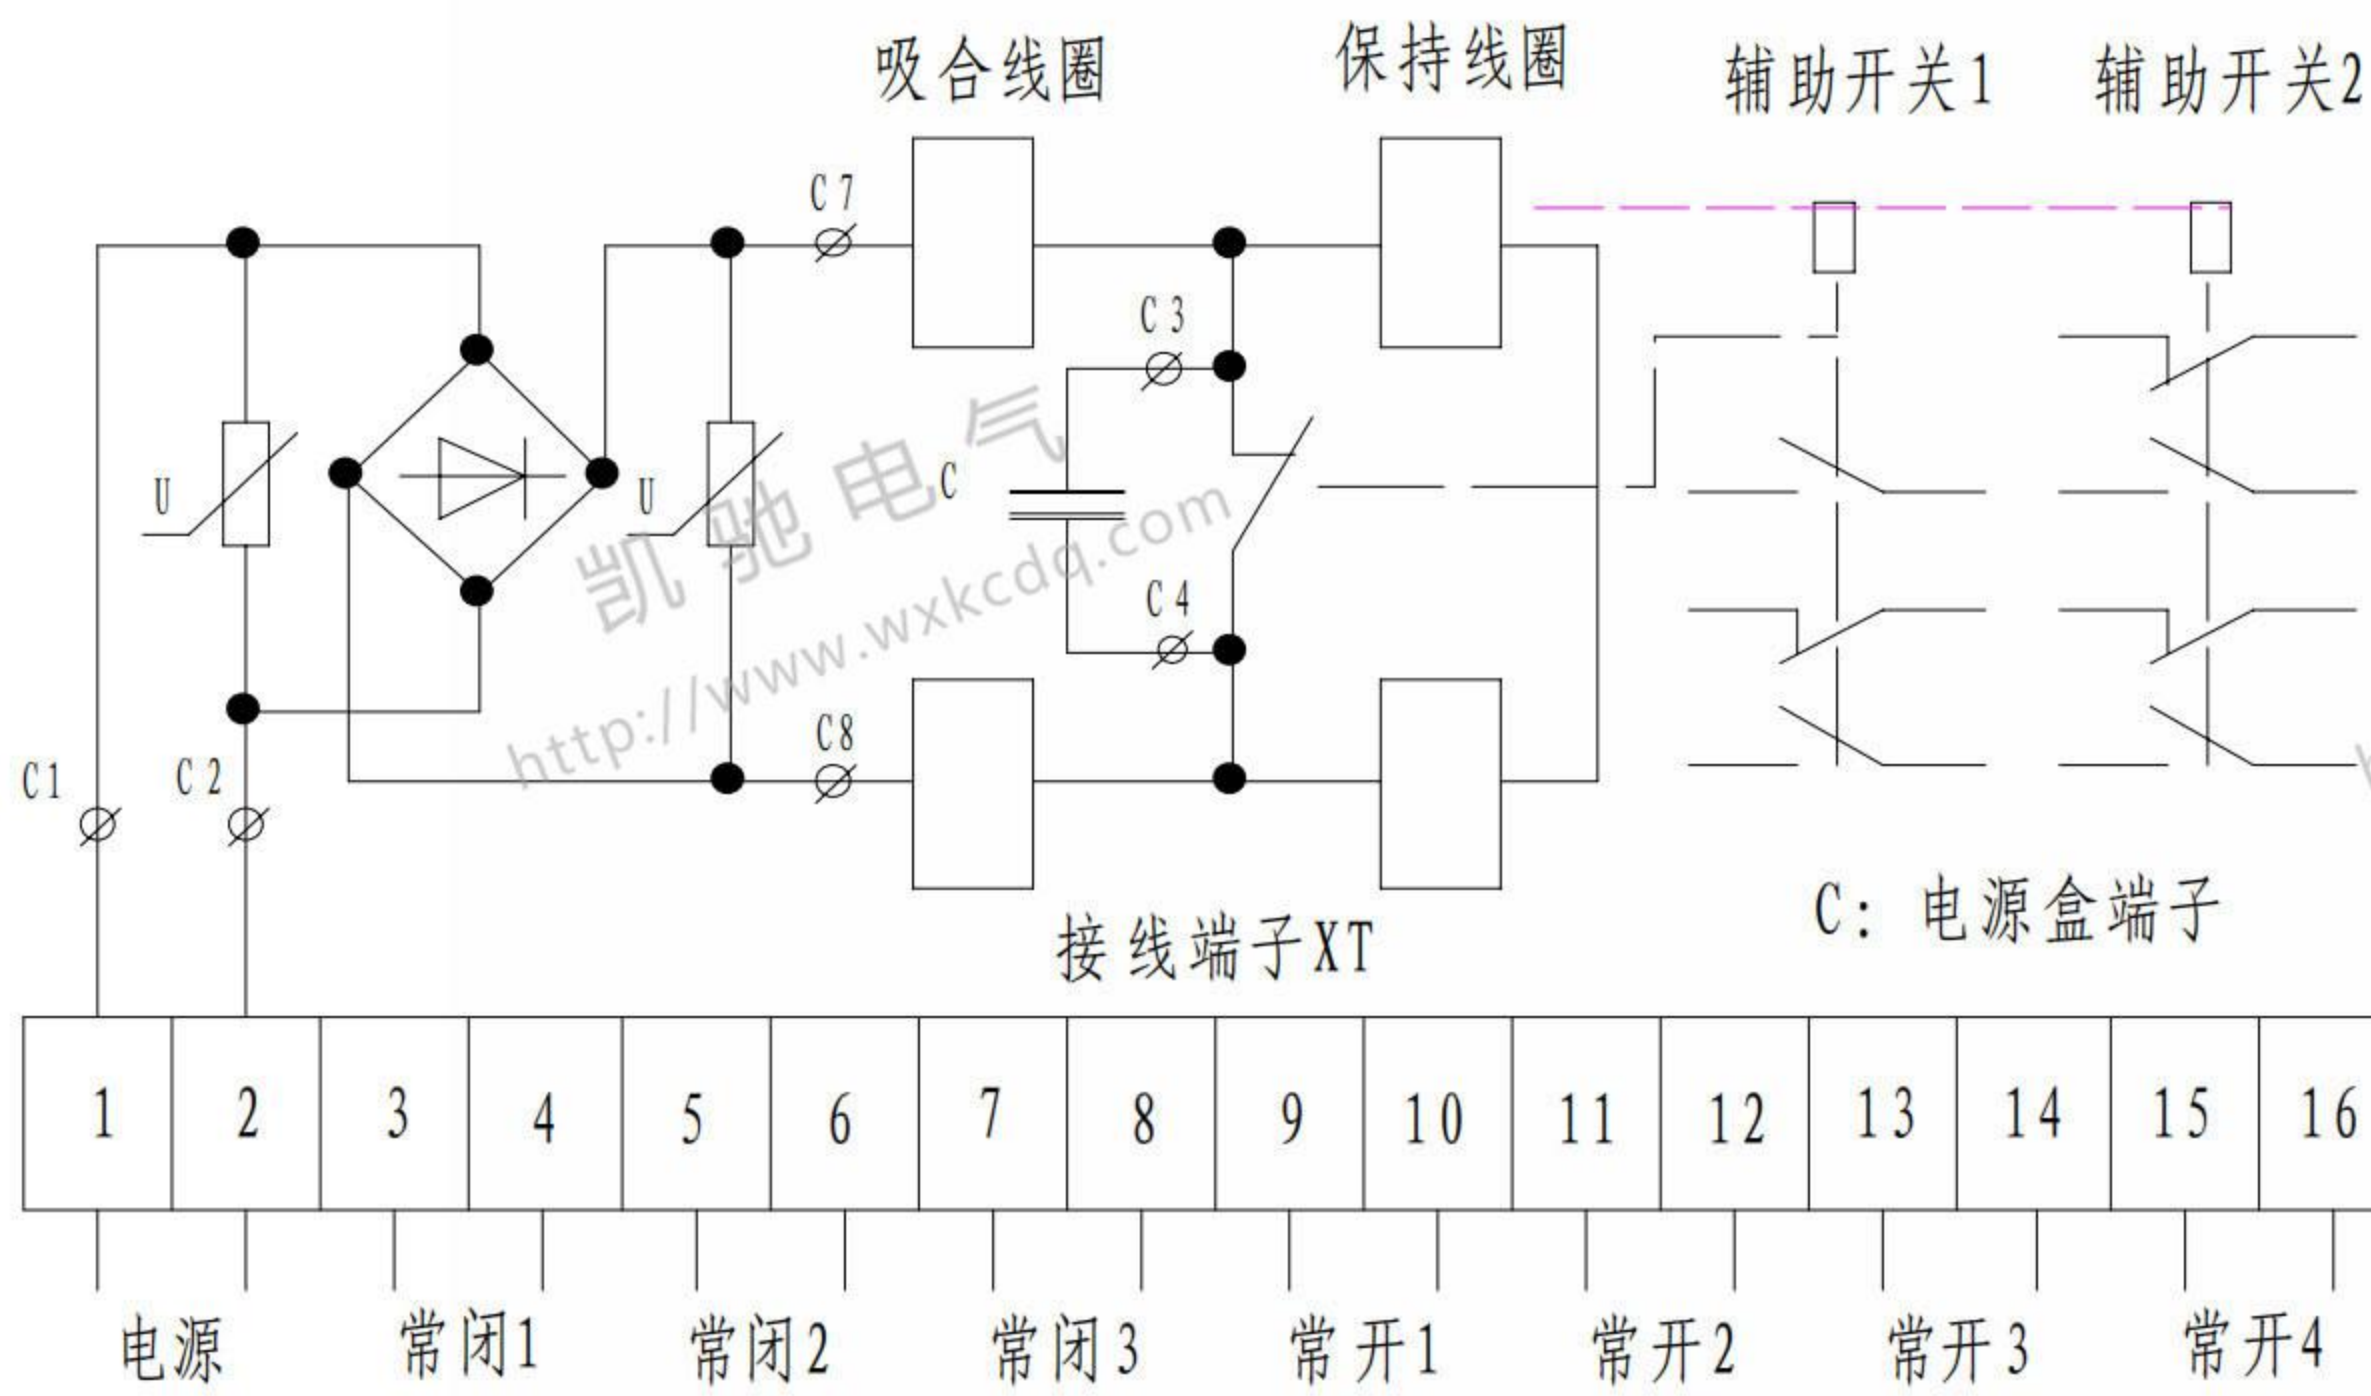 吸合线圈 保持线圈 辅助开关1 辅助开关2
C7
C3
U U C
C4
C8
C1 C2
凯驰电气
http://www.wxkcdq.com
C: 电源盒端子
接线端子XT
1 2 3 4 5 6 7 8 9 10 11 12 13 14 15 16
电源 常闭1 常闭2 常闭3 常开1 常开2 常开3 常开4